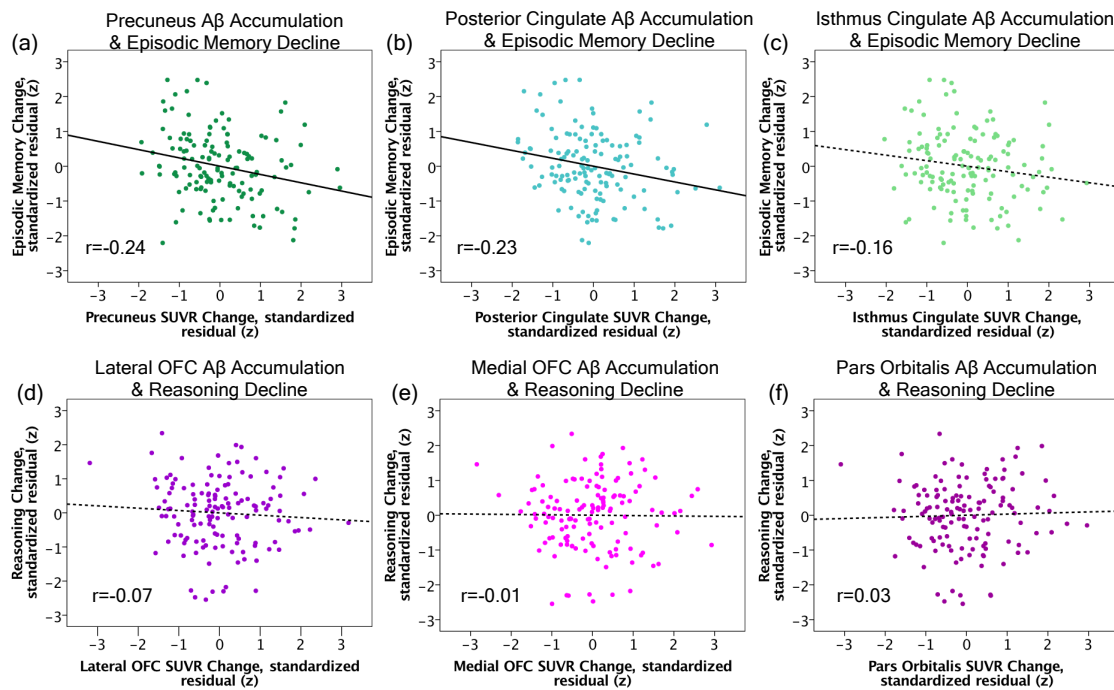 (a)
Precuneus Aβ Accumulation
& Episodic Memory Decline
Episodic Memory Change,
standardized residual (z)
3
2
1
0
−1
−2
−3
r=-0.24
−3 −2 −1 0 1 2 3
Precuneus SUVR Change, standardized
residual (z)
(b)
Posterior Cingulate Aβ Accumulation
& Episodic Memory Decline
Episodic Memory Change,
standardized residual (z)
3
2
1
0
−1
−2
−3
r=-0.23
−3 −2 −1 0 1 2 3
Posterior Cingulate SUVR Change,
standardized residual (z)
(c)
Isthmus Cingulate Aβ Accumulation
& Episodic Memory Decline
Episodic Memory Change,
standardized residual (z)
3
2
1
0
−1
−2
−3
r=-0.16
−3 −2 −1 0 1 2 3
Isthmus Cingulate SUVR Change,
standardized residual (z)
(d)
Lateral OFC Aβ Accumulation
& Reasoning Decline
Reasoning Change,
standardized residual (z)
3
2
1
0
−1
−2
−3
r=-0.07
−3 −2 −1 0 1 2 3
Lateral OFC SUVR Change, standardized
residual (z)
(e)
Medial OFC Aβ Accumulation
& Reasoning Decline
Reasoning Change,
standardized residual (z)
3
2
1
0
−1
−2
−3
r=-0.01
−3 −2 −1 0 1 2 3
Medial OFC SUVR Change, standardized
residual (z)
(f)
Pars Orbitalis Aβ Accumulation
& Reasoning Decline
Reasoning Change,
standardized residual (z)
3
2
1
0
−1
−2
−3
r=0.03
−3 −2 −1 0 1 2 3
Pars Orbitalis SUVR Change,
standardized residual (z)